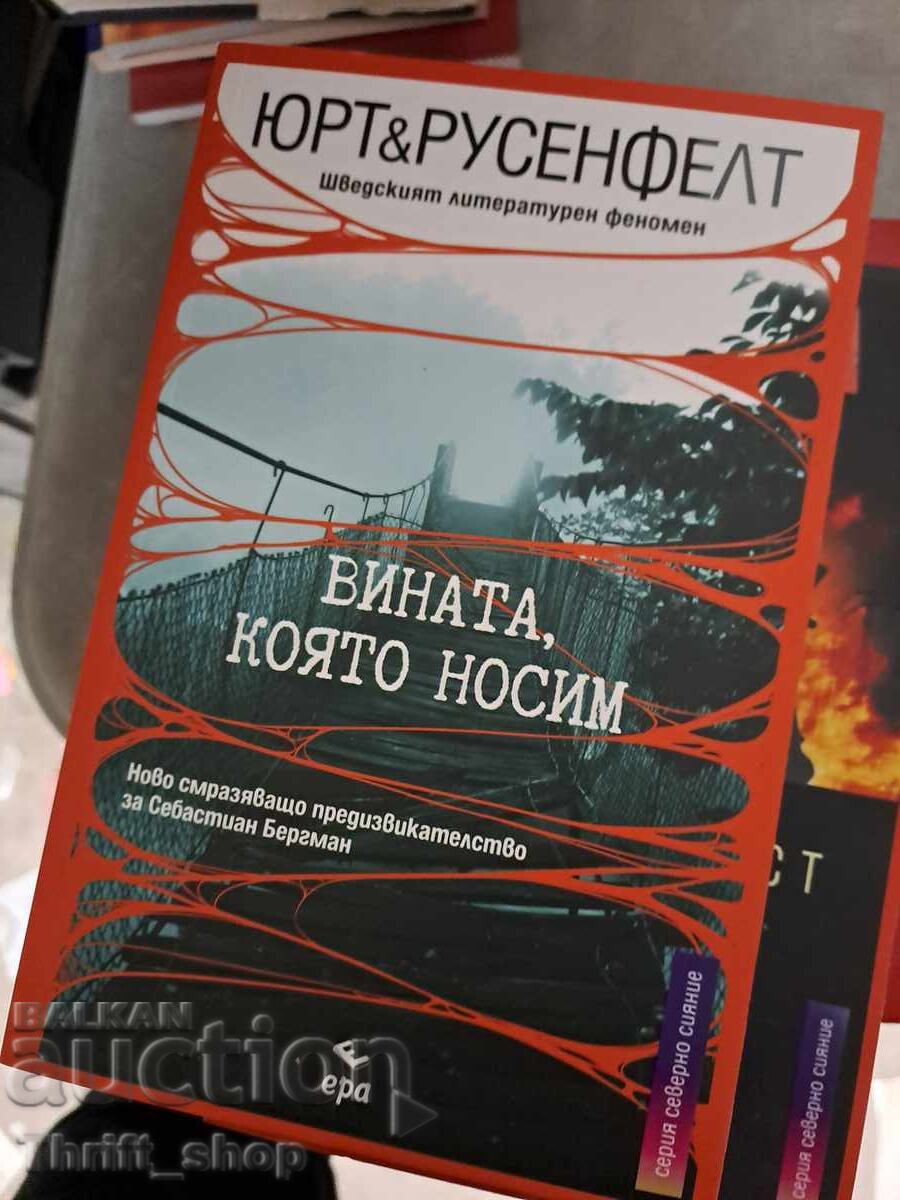 ЮРТ&РУСЕНФЕЛТ
Шведският литературен феномен
ВИНАТА,
КОЯТО НОСИМ
Ново смразяващо предизвикателство
за Себастиан Бергман
серия северно сияние
ера
СТ
серия северно сияние
BALKAN
auction
Thrift_shop